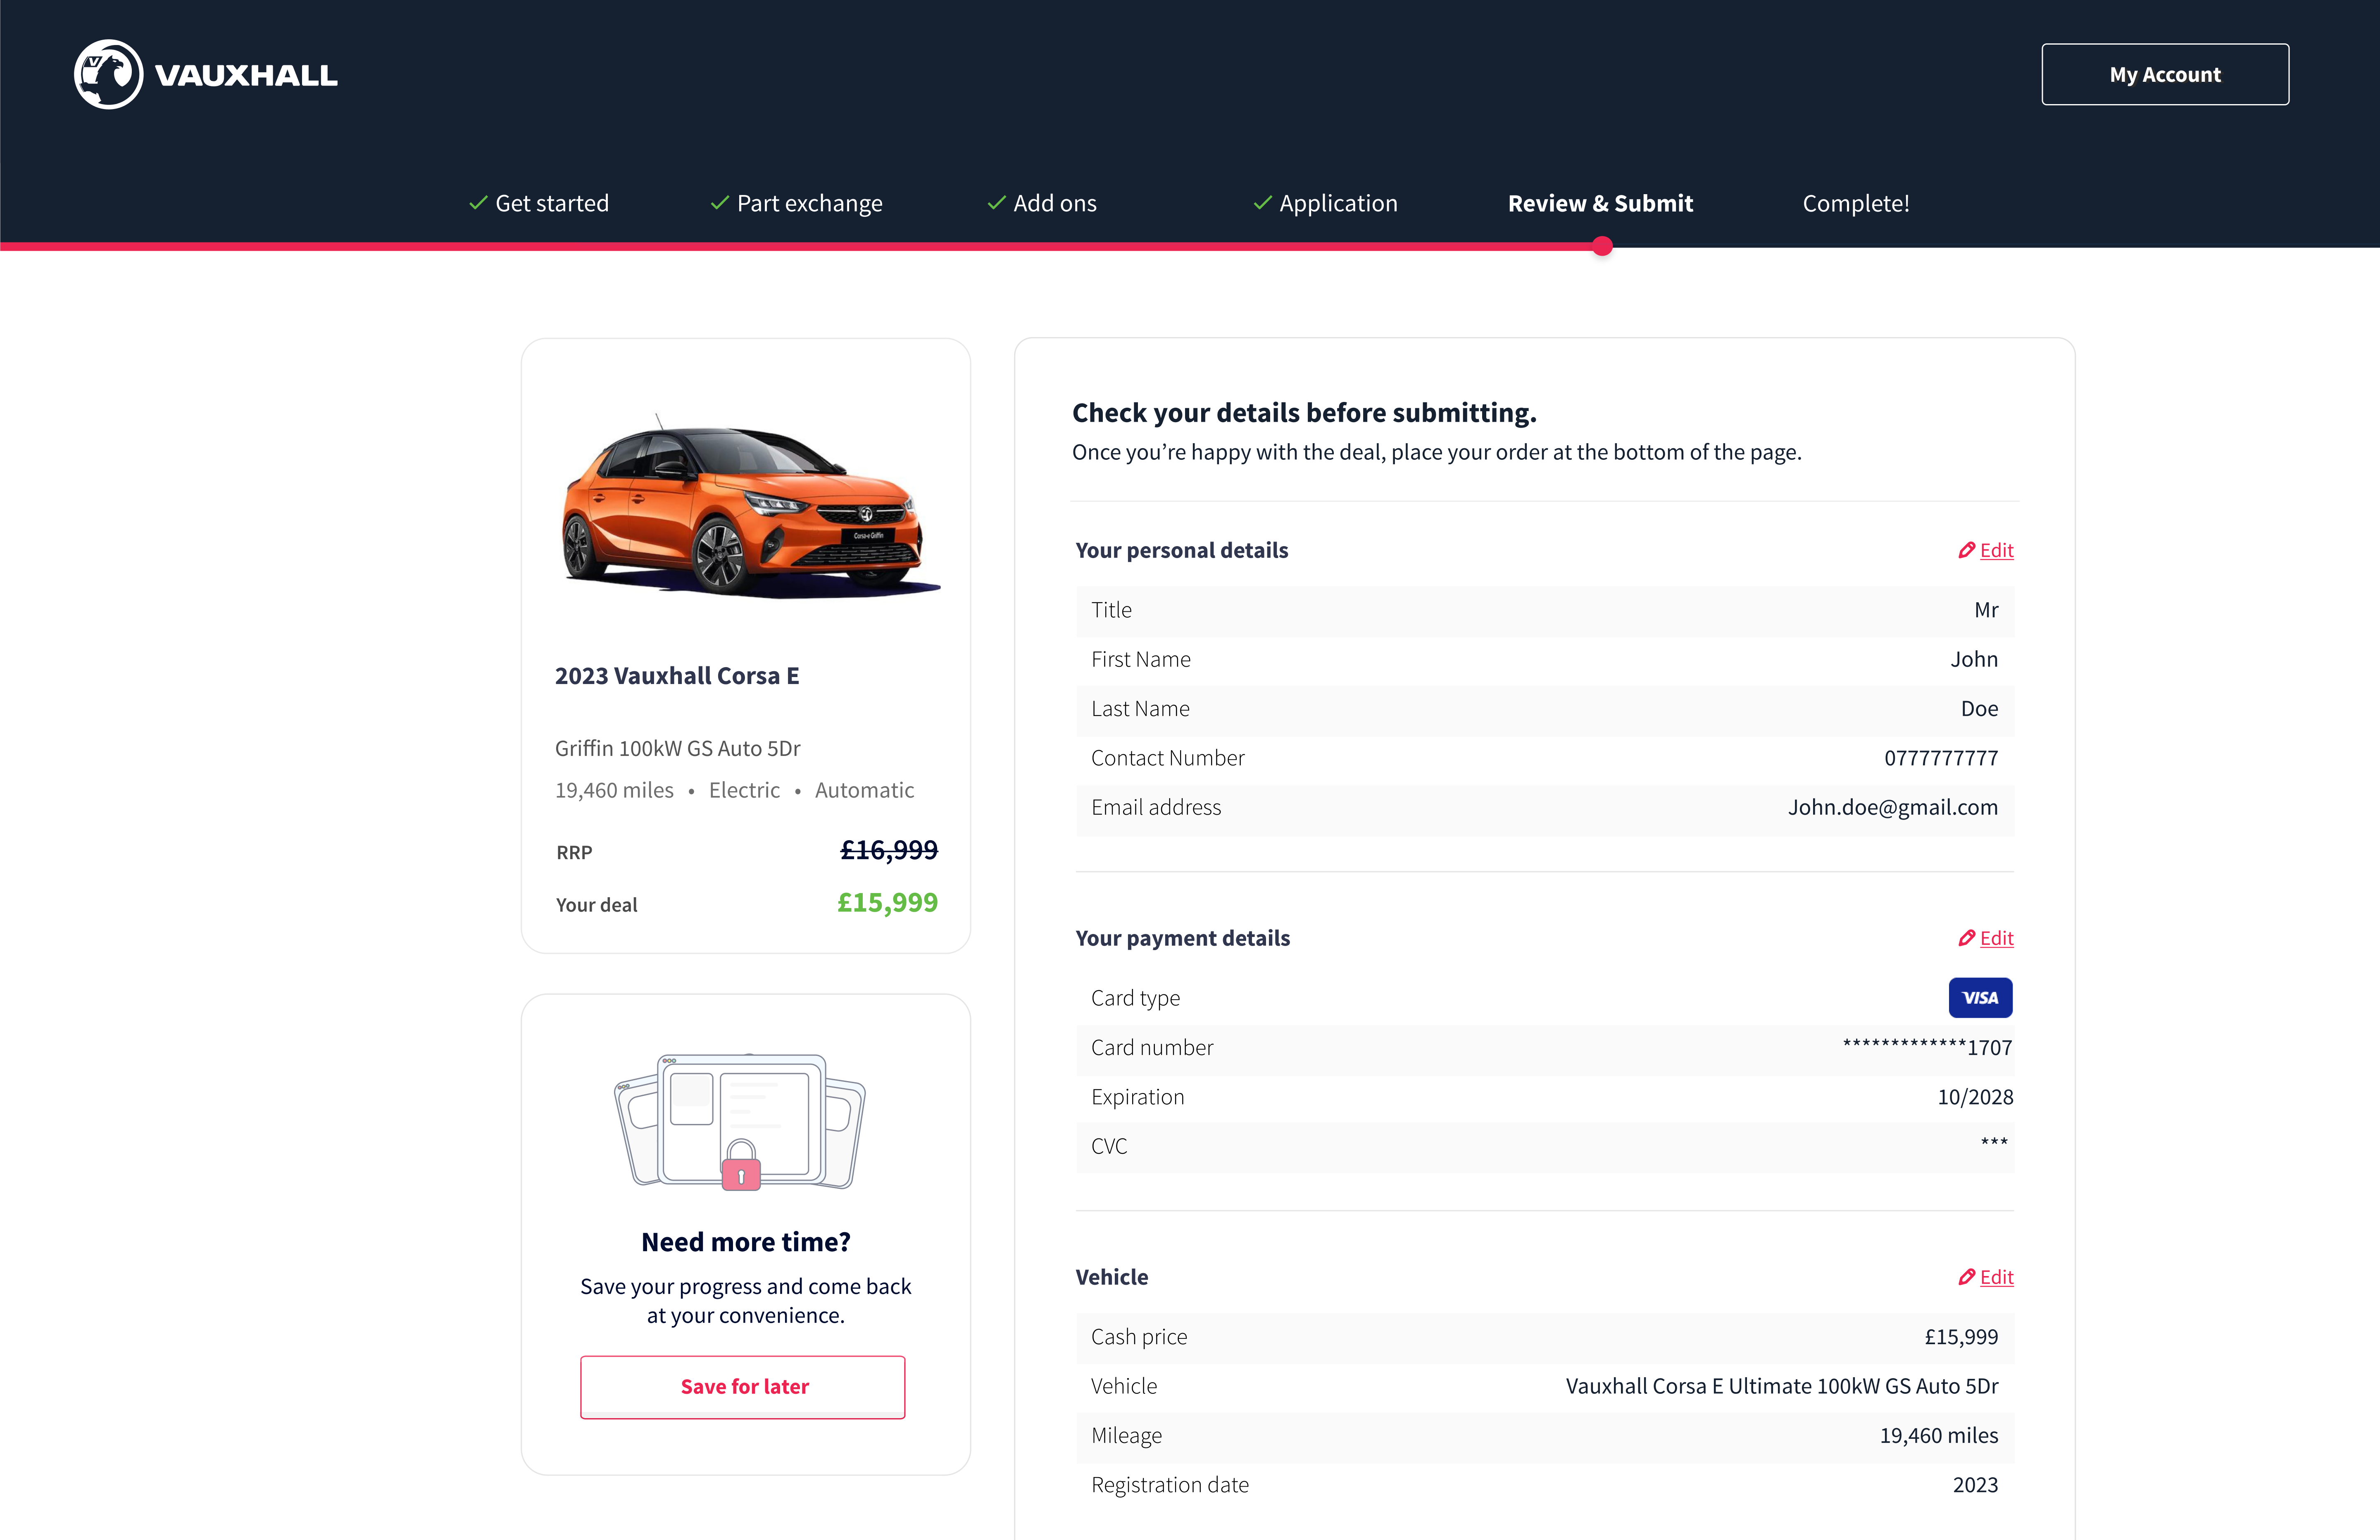 VAUXHALL
My Account
Get started
Part exchange
Add ons
Application
Review & Submit
Complete!
Corsa-e Griffin
2023 Vauxhall Corsa E
Griffin 100kW GS Auto 5Dr
19,460 miles • Electric • Automatic
RRP £16,999
Your deal £15,999
Need more time?
Save your progress and come back
at your convenience.
Save for later
Check your details before submitting.
Once you’re happy with the deal, place your order at the bottom of the page.
Your personal details Edit
Title Mr
First Name John
Last Name Doe
Contact Number 0777777777
Email address John.doe@gmail.com
Your payment details Edit
Card type VISA
Card number *************1707
Expiration 10/2028
CVC ***
Vehicle Edit
Cash price £15,999
Vehicle Vauxhall Corsa E Ultimate 100kW GS Auto 5Dr
Mileage 19,460 miles
Registration date 2023